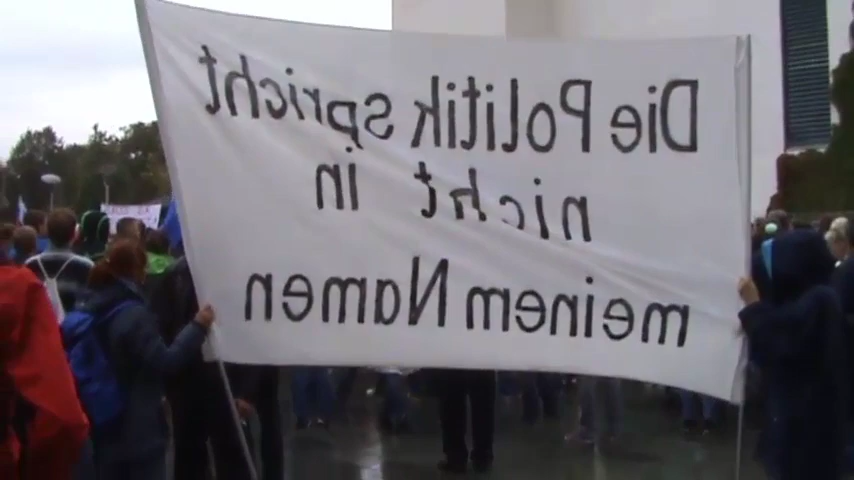 Die Politik spricht
nicht in
meinem Namen